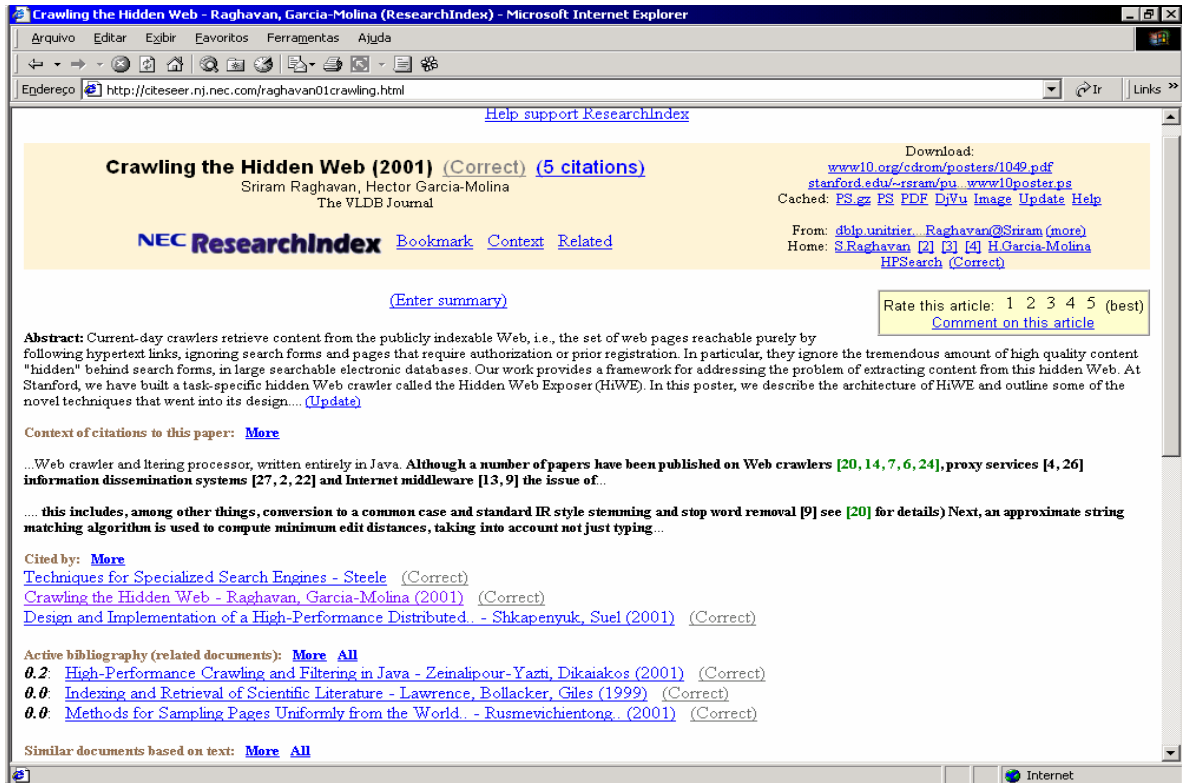 Crawling the Hidden Web - Raghavan, Garcia-Molina (ResearchIndex) - Microsoft Internet Explorer
Arquivo Editar Exibir Favoritos Ferramentas Ajuda
Endereço http://citeseer.nj.nec.com/raghavan01crawling.html Ir Links »
Help support ResearchIndex
Crawling the Hidden Web (2001) (Correct) (5 citations)
Sriram Raghavan, Hector Garcia-Molina
The VLDB Journal
NEC ResearchIndex Bookmark Context Related
Download:
www10.org/cdrom/posters/1049.pdf
stanford.edu/~rsram/pu...www10poster.ps
Cached: PS.gz PS PDF DjVu Image Update Help
From: dblp.unitrier...Raghavan@Sriram (more)
Home: S.Raghavan [2] [3] [4] H.Garcia-Molina
HPSearch (Correct)
(Enter summary)
Rate this article: 1 2 3 4 5 (best)
Comment on this article
Abstract: Current-day crawlers retrieve content from the publicly indexable Web, i.e., the set of web pages reachable purely by
following hypertext links, ignoring search forms and pages that require authorization or prior registration. In particular, they ignore the tremendous amount of high quality content
"hidden" behind search forms, in large searchable electronic databases. Our work provides a framework for addressing the problem of extracting content from this hidden Web. At
Stanford, we have built a task-specific hidden Web crawler called the Hidden Web Exposer (HiWE). In this poster, we describe the architecture of HiWE and outline some of the
novel techniques that went into its design.... (Update)
Context of citations to this paper: More
...Web crawler and ltering processor, written entirely in Java. Although a number of papers have been published on Web crawlers [20, 14, 7, 6, 24], proxy services [4, 26]
information dissemination systems [27, 2, 22] and Internet middleware [13, 9] the issue of...
.... this includes, among other things, conversion to a common case and standard IR style stemming and stop word removal [9] see [20] for details) Next, an approximate string
matching algorithm is used to compute minimum edit distances, taking into account not just typing...
Cited by: More
Techniques for Specialized Search Engines - Steele (Correct)
Crawling the Hidden Web - Raghavan, Garcia-Molina (2001) (Correct)
Design and Implementation of a High-Performance Distributed.. - Shkapenyuk, Suel (2001) (Correct)
Active bibliography (related documents): More All
0.2: High-Performance Crawling and Filtering in Java - Zeinalipour-Yazti, Dikaiakos (2001) (Correct)
0.0: Indexing and Retrieval of Scientific Literature - Lawrence, Bollacker, Giles (1999) (Correct)
0.0: Methods for Sampling Pages Uniformly from the World.. - Rusmevichientong.. (2001) (Correct)
Similar documents based on text: More All
Internet